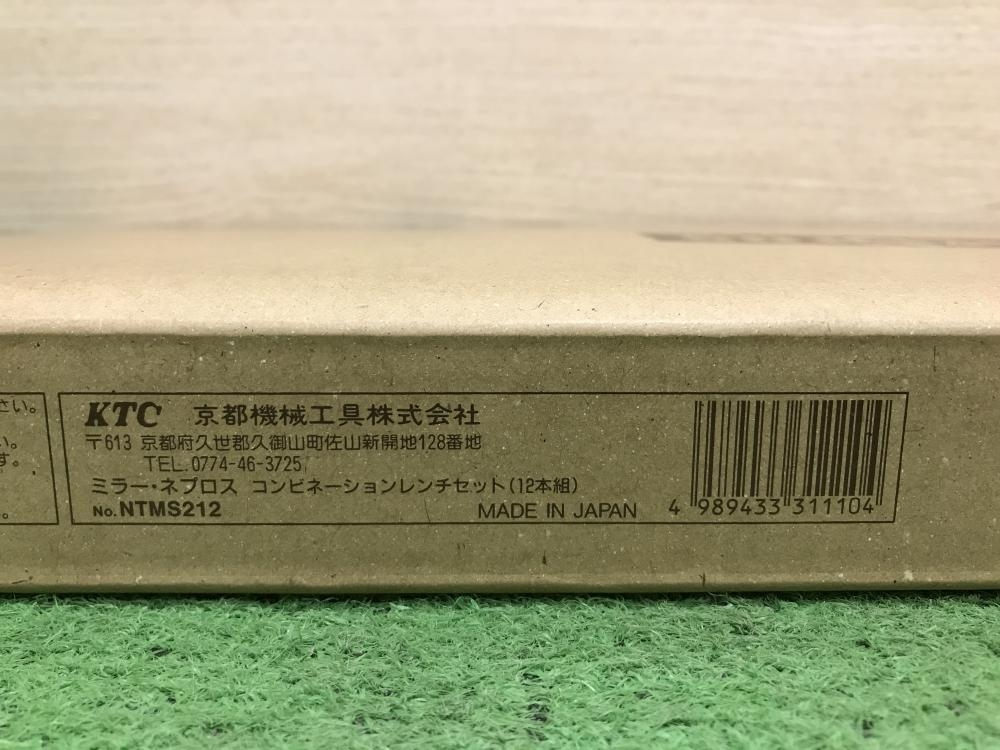 さい。
い。
す。
。
KTC 京都機械工具株式会社
〒613 京都府久世郡久御山町佐山新開地128番地
TEL.0774-46-3725
ミラー・ネプロス コンビネーションレンチセット(12本組)
No.NTMS212 MADE IN JAPAN
4 989433 311104